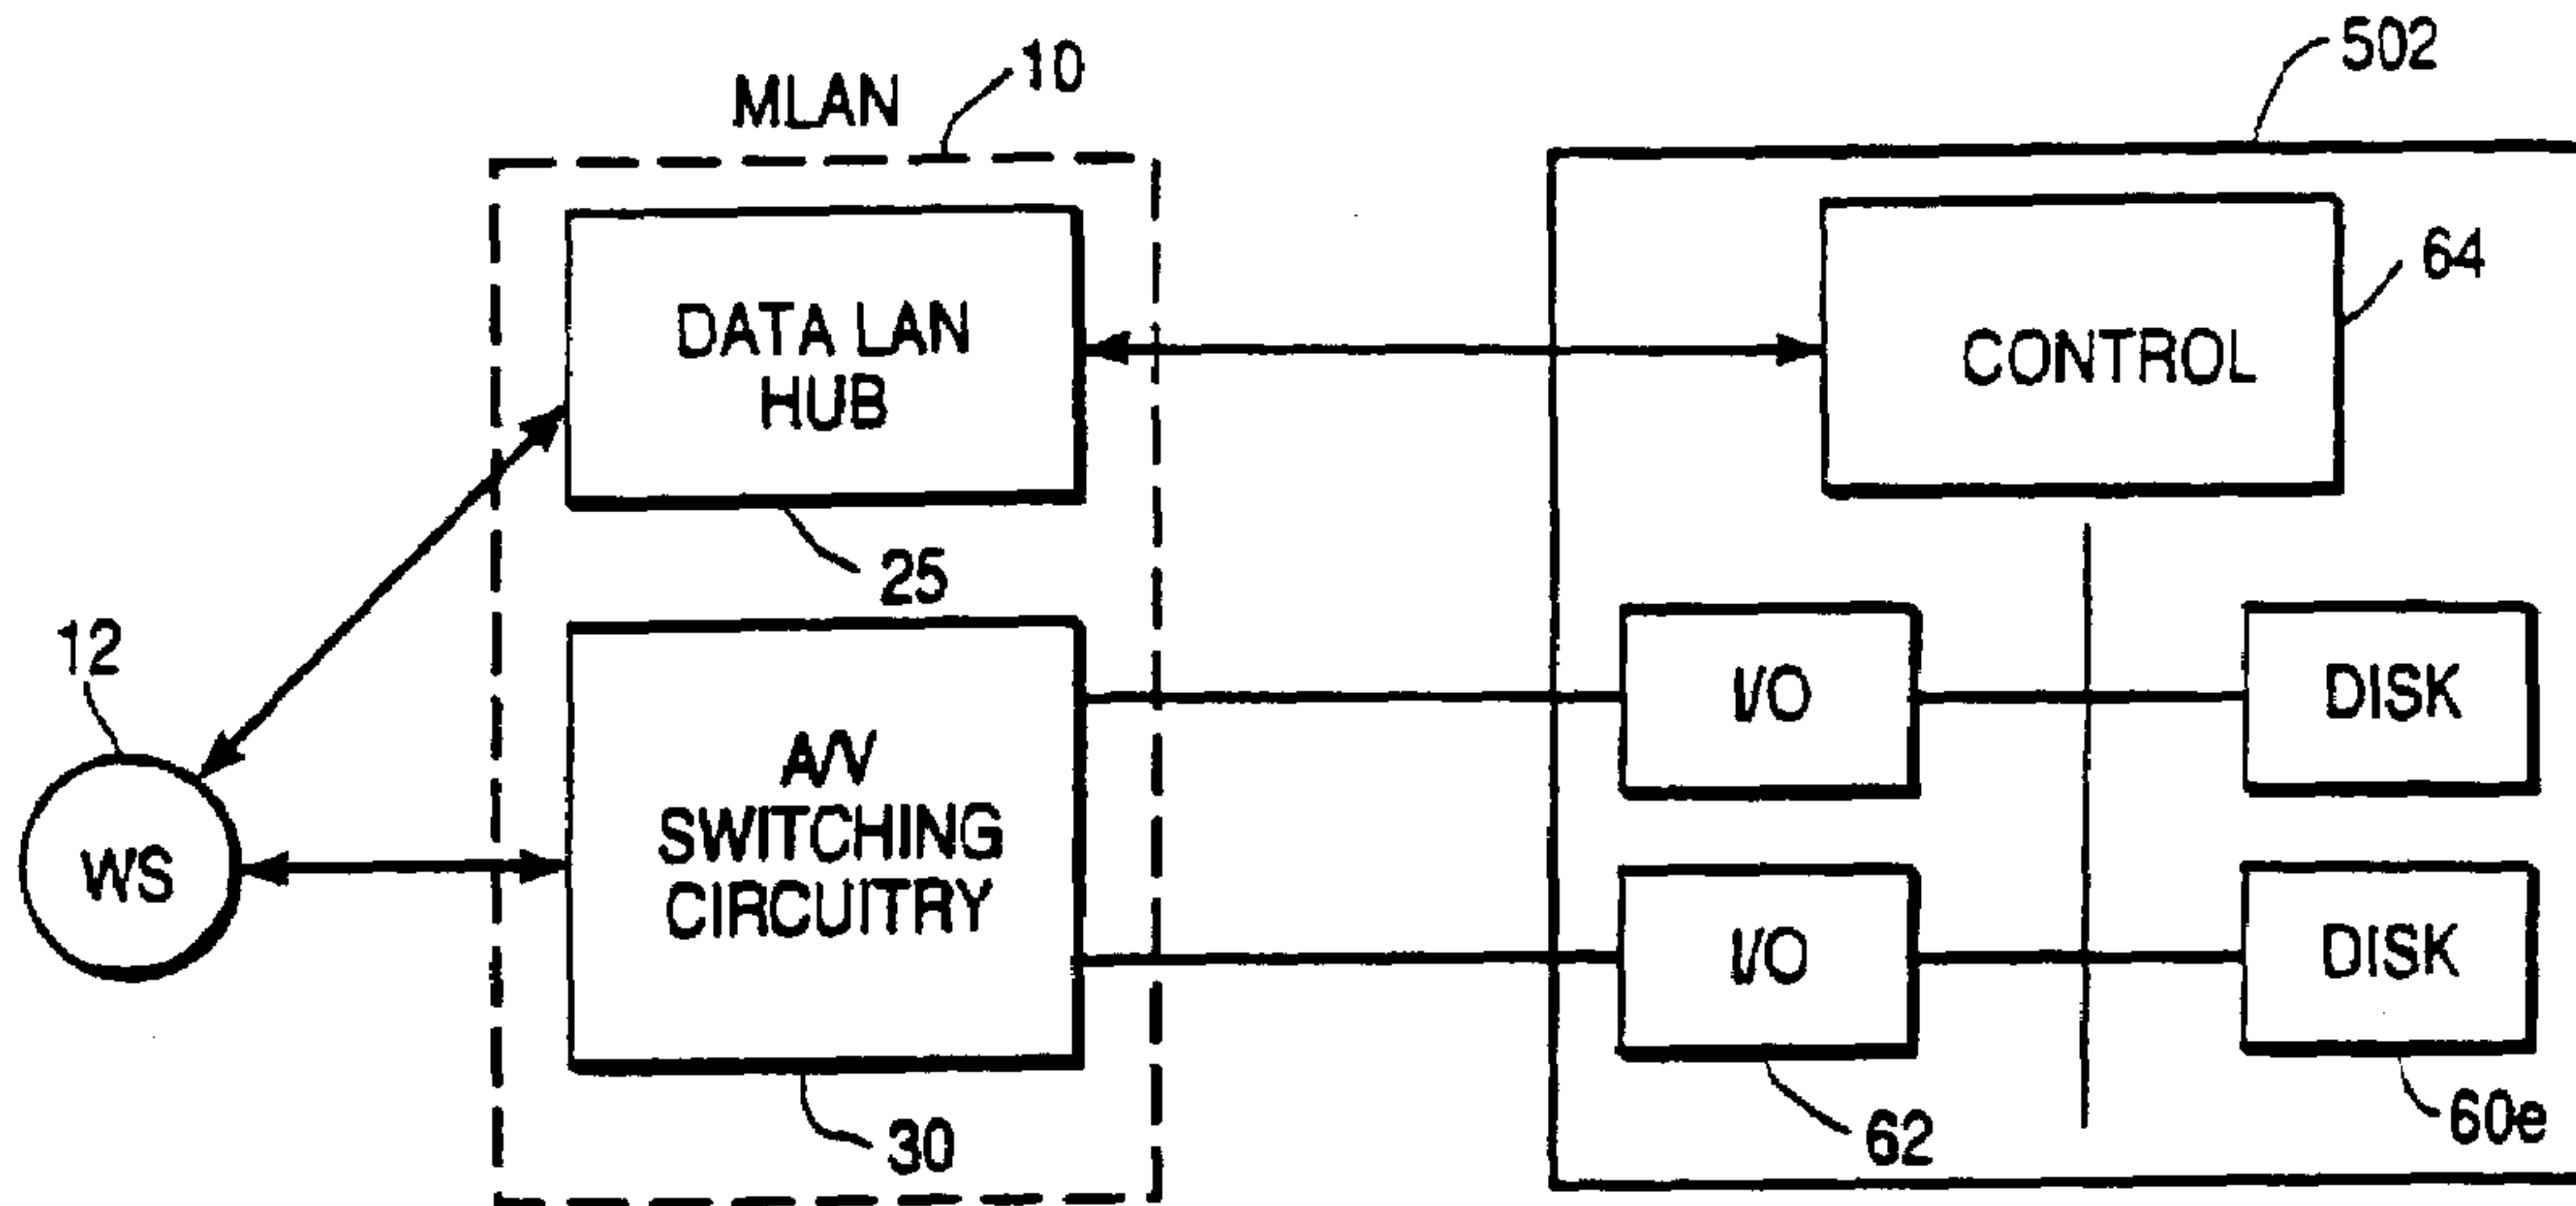 MLAN
10
502
DATA LAN
HUB
CONTROL
64
25
12
WS
A/V
SWITCHING
CIRCUITRY
I/O
DISK
I/O
DISK
30
62
60e